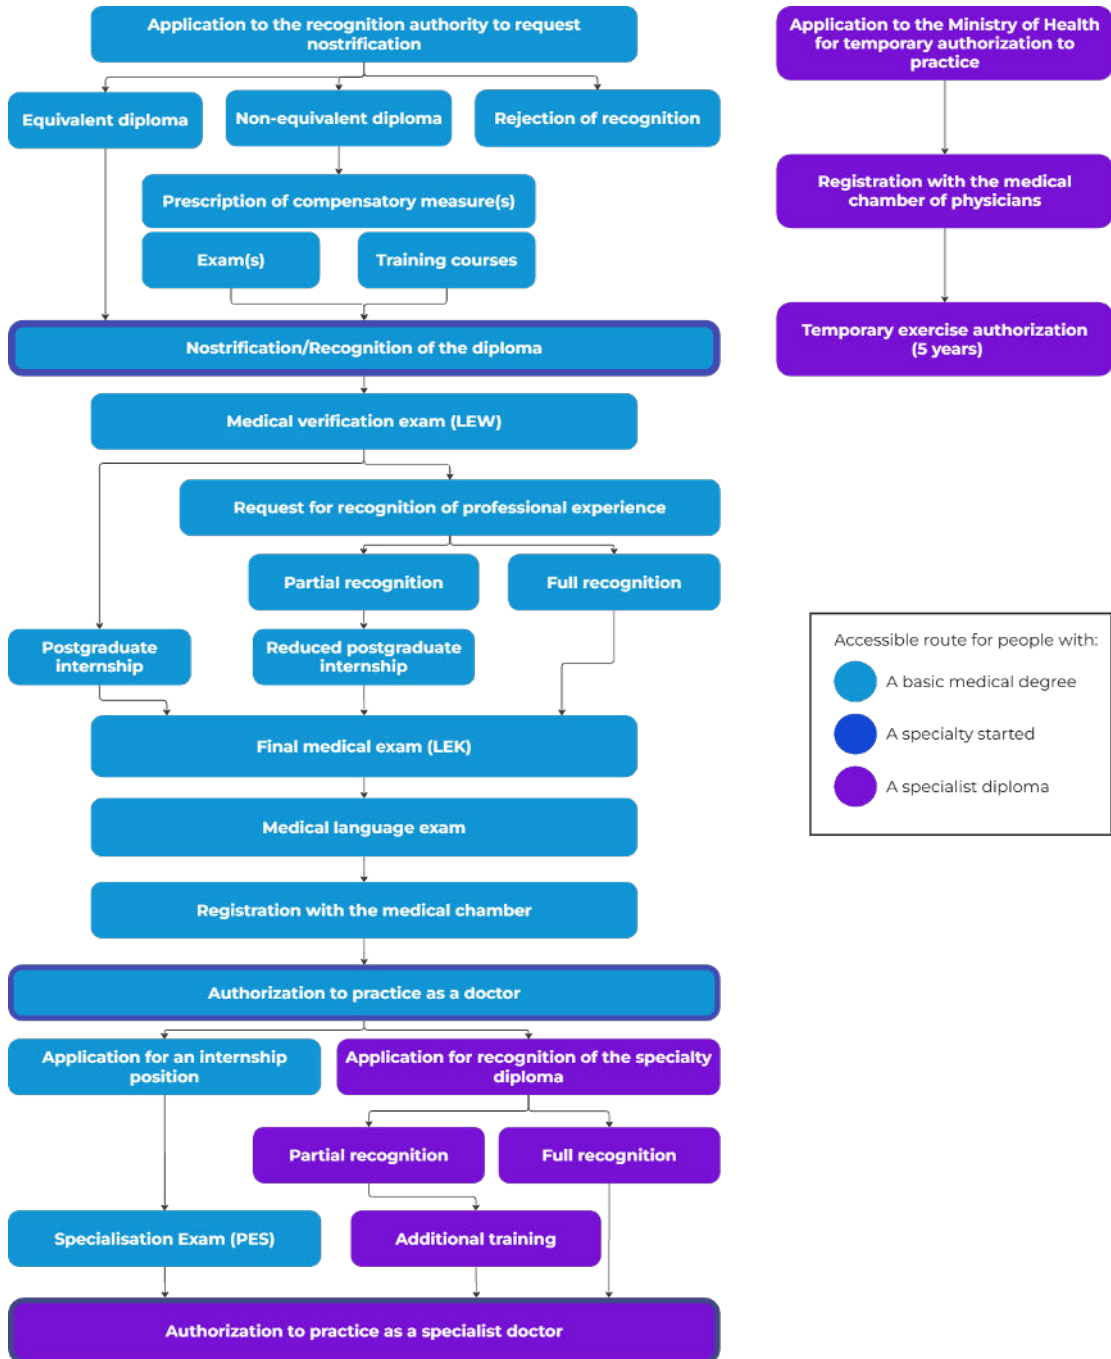 Application to the recognition authority to request
nostrification
Equivalent diploma
Non-equivalent diploma
Rejection of recognition
Prescription of compensatory measure(s)
Exam(s)
Training courses
Nostrification/Recognition of the diploma
Medical verification exam (LEW)
Request for recognition of professional experience
Partial recognition
Full recognition
Postgraduate
internship
Reduced postgraduate
internship
Final medical exam (LEK)
Medical language exam
Registration with the medical chamber
Authorization to practice as a doctor
Application for an internship
position
Application for recognition of the specialty
diploma
Partial recognition
Full recognition
Specialisation Exam (PES)
Additional training
Authorization to practice as a specialist doctor
Application to the Ministry of Health
for temporary authorization to
practice
Registration with the medical
chamber of physicians
Temporary exercise authorization
(5 years)
Accessible route for people with:
A basic medical degree
A specialty started
A specialist diploma